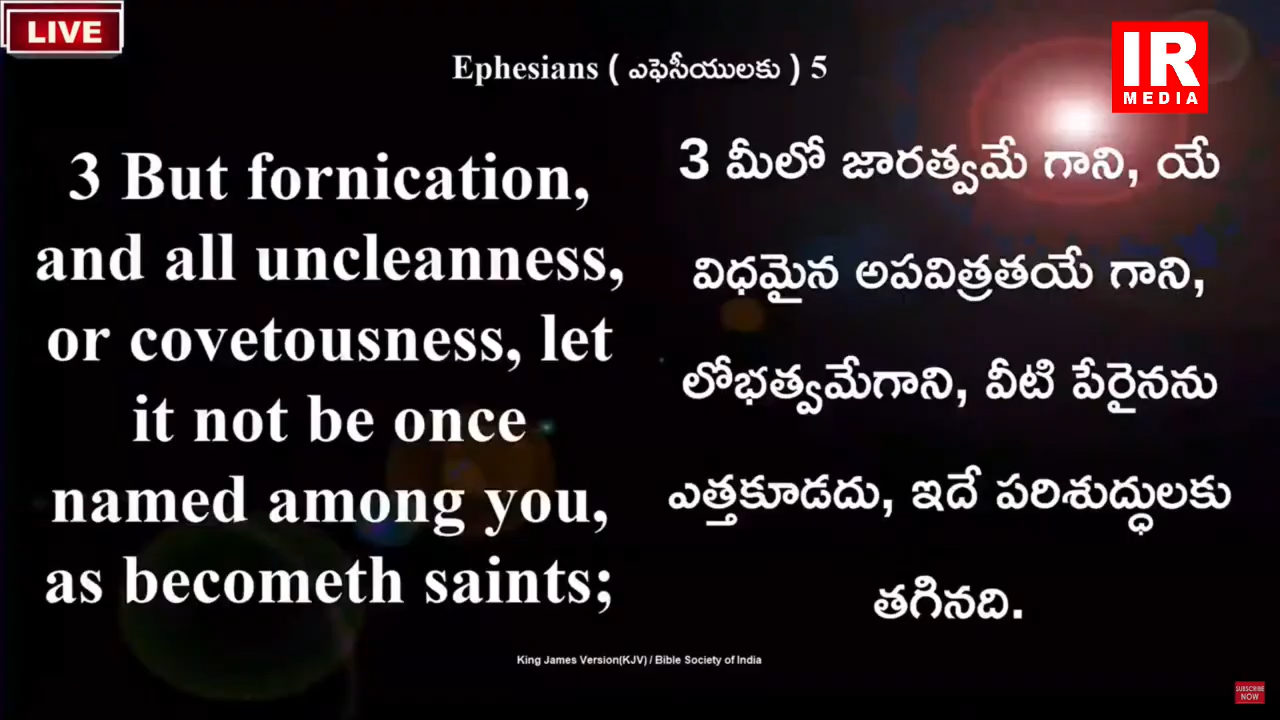 LIVE
IR
MEDIA
Ephesians ( ఎఫెసీయులకు ) 5
3 But fornication,
and all uncleanness,
or covetousness, let
it not be once
named among you,
as becometh saints;
3 మీలో జారత్వమే గాని, యే
విధమైన అపవిత్రతయే గాని,
లోభత్వమేగాని, వీటి పేరైనను
ఎత్తకూడదు, ఇదే పరిశుద్ధులకు
తగినది.
King James Version(KJV) / Bible Society of India
SUBSCRIBE
NOW